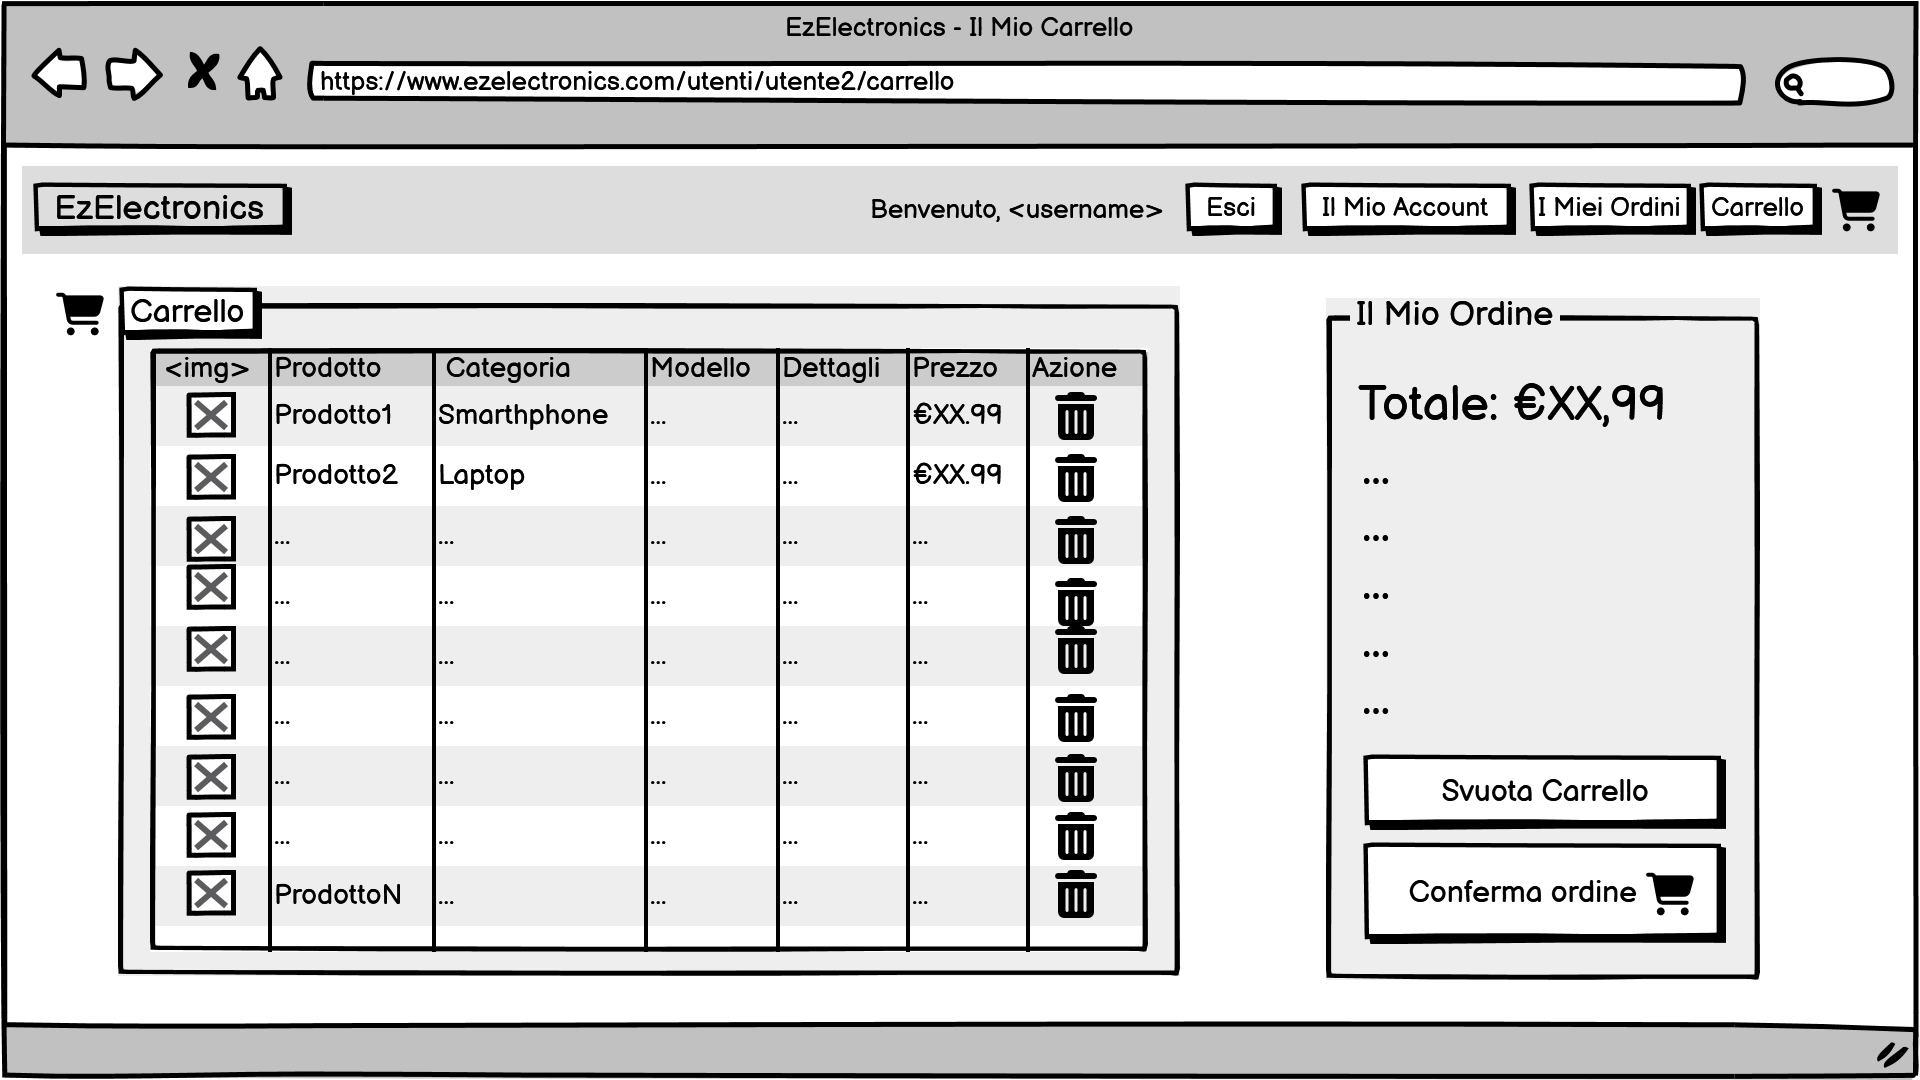 EzElectronics - Il Mio Carrello
https://www.ezelectronics.com/utenti/utente2/carrello
EzElectronics
Benvenuto, <username>
Esci
Il Mio Account
I Miei Ordini
Carrello
Carrello
<img> Prodotto Categoria Modello Dettagli Prezzo Azione
Prodotto1 Smarthphone ... ... €XX.99
Prodotto2 Laptop ... ... €XX.99
... ... ... ... ...
... ... ... ... ...
... ... ... ... ...
... ... ... ... ...
... ... ... ... ...
... ... ... ... ...
ProdottoN ... ... ... ...
Il Mio Ordine
Totale: €XX,99
...
...
...
...
...
Svuota Carrello
Conferma ordine